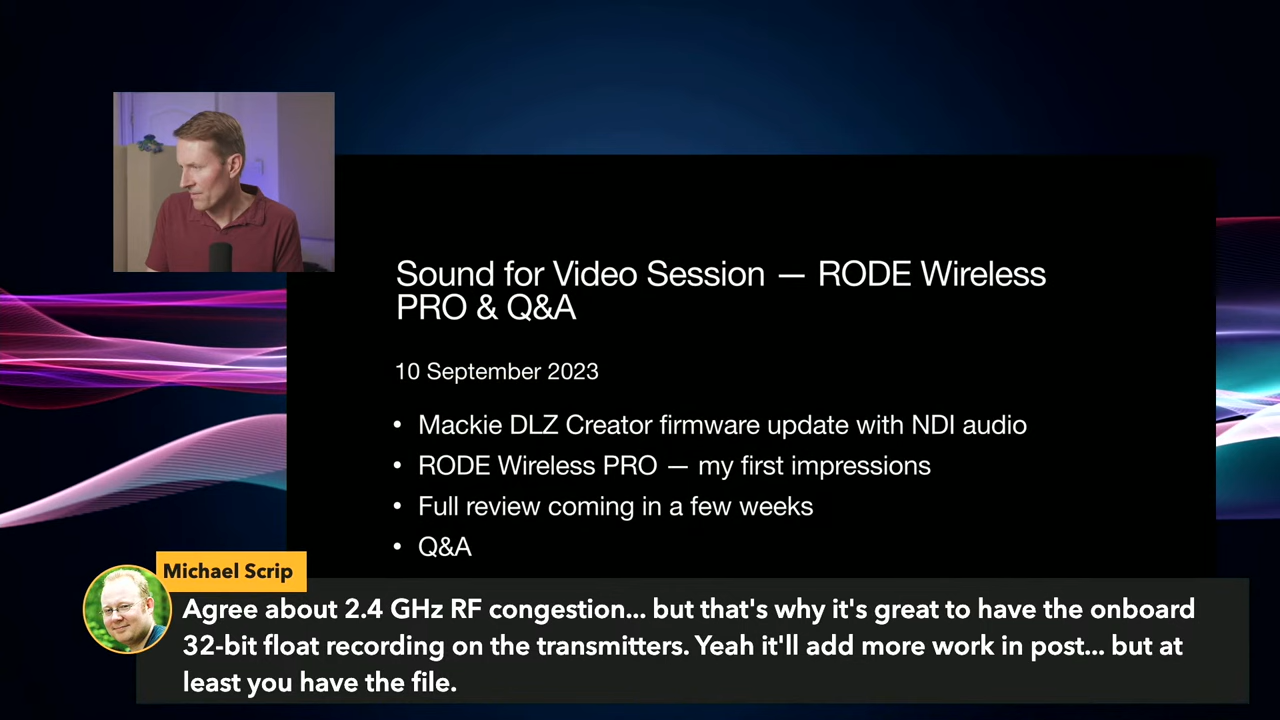 Sound for Video Session — RODE Wireless
PRO & Q&A
10 September 2023
• Mackie DLZ Creator firmware update with NDI audio
• RODE Wireless PRO — my first impressions
• Full review coming in a few weeks
• Q&A
Michael Scrip
Agree about 2.4 GHz RF congestion... but that's why it's great to have the onboard
32-bit float recording on the transmitters. Yeah it'll add more work in post... but at
least you have the file.